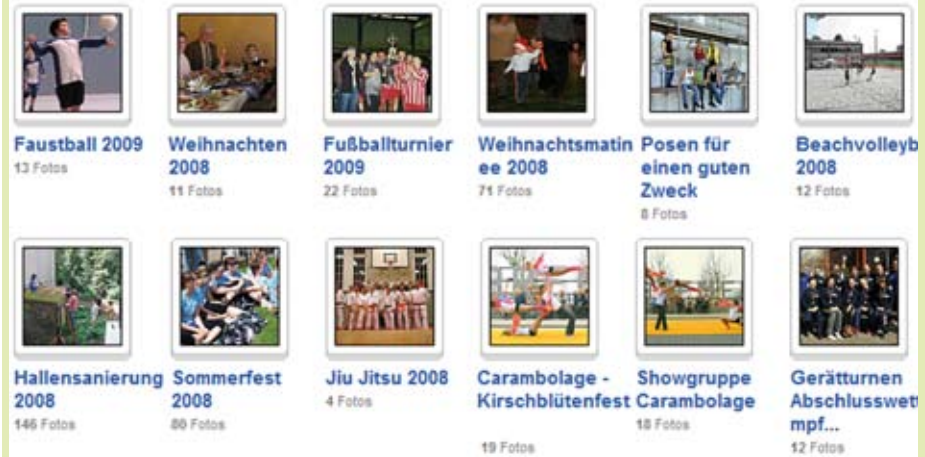 Faustball 2009
13 Fotos
Weihnachten
2008
11 Fotos
Fußballturnier
2009
22 Fotos
Weihnachtsmatin
ee 2008
71 Fotos
Posen für
einen guten
Zweck
8 Fotos
Beachvolleyb
2008
12 Fotos
Hallensanierung
2008
146 Fotos
Sommerfest
2008
80 Fotos
Jiu Jitsu 2008
4 Fotos
Carambolage -
Kirschblütenfest
19 Fotos
Showgruppe
Carambolage
18 Fotos
Gerätturnen
Abschlusswett
mpf...
12 Fotos